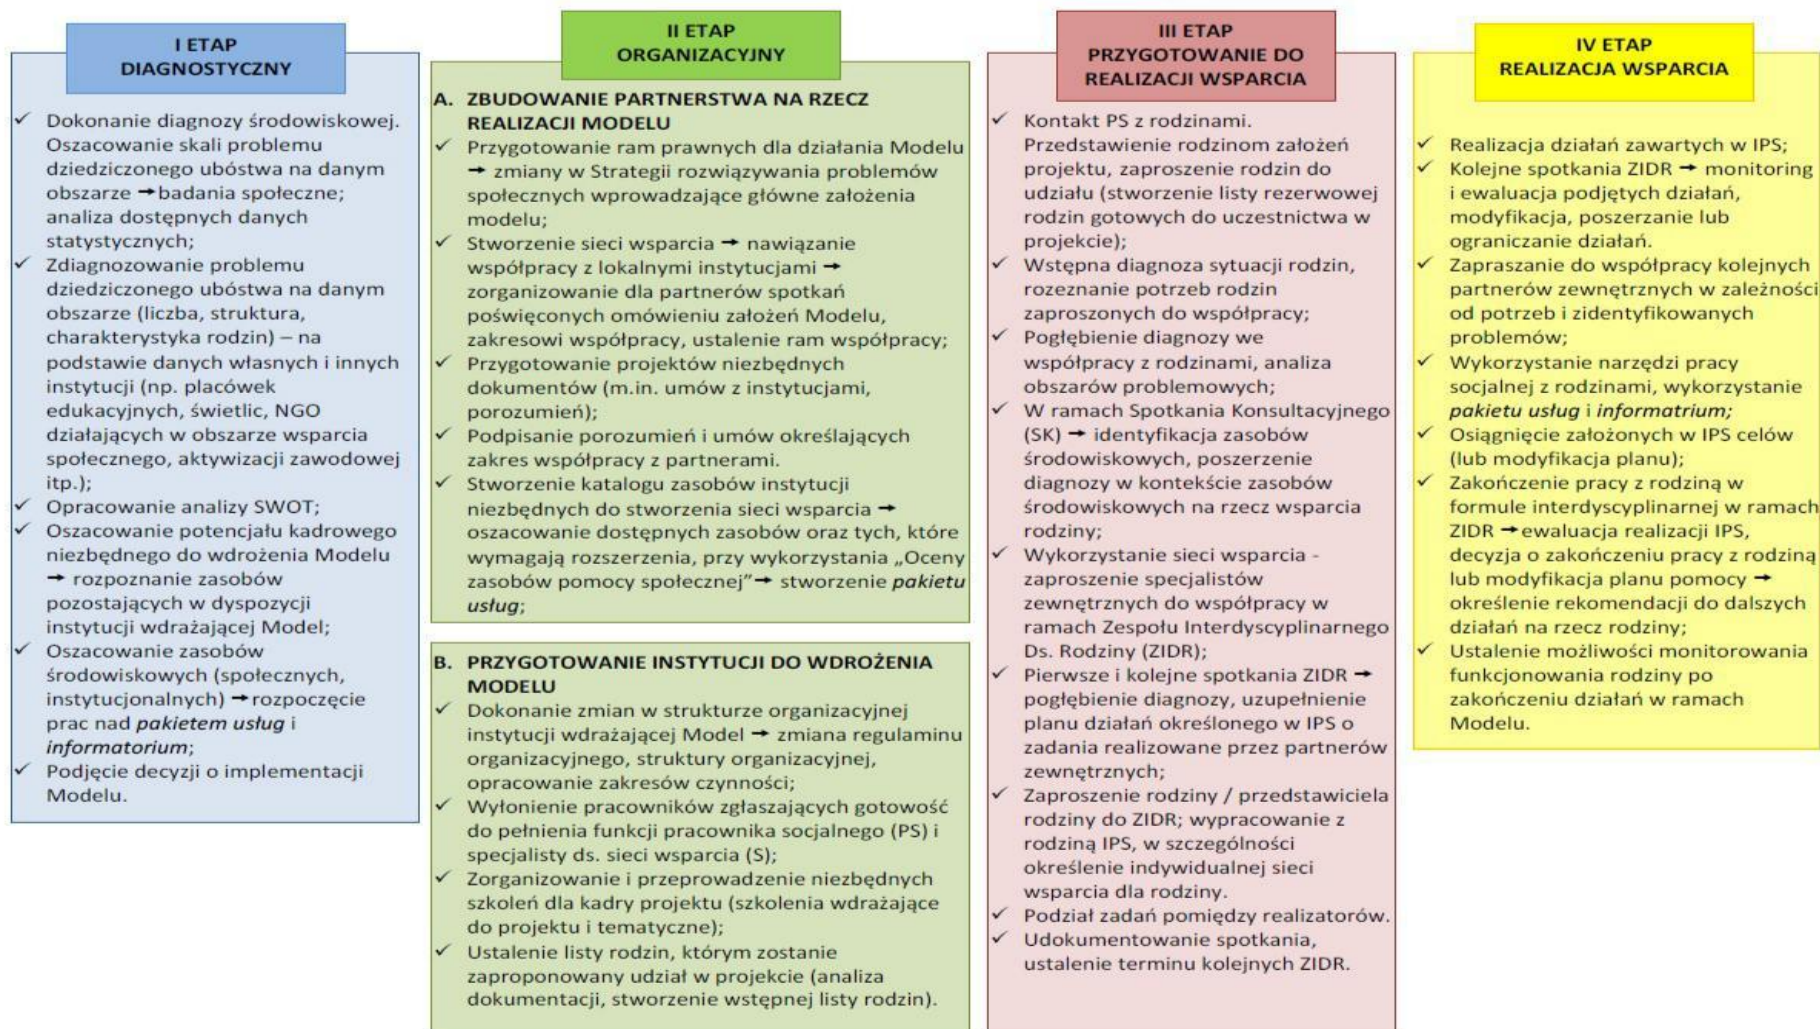 I ETAP
DIAGNOSTYCZNY
✓ Dokonanie diagnozy środowiskowej.
Oszacowanie skali problemu
dziedziczonego ubóstwa na danym
obszarze → badania społeczne;
analiza dostępnych danych
statystycznych;
✓ Zdiagnozowanie problemu
dziedziczonego ubóstwa na danym
obszarze (liczba, struktura,
charakterystyka rodzin) – na
podstawie danych własnych i innych
instytucji (np. placówek
edukacyjnych, świetlic, NGO
działających w obszarze wsparcia
społecznego, aktywizacji zawodowej
itp.);
✓ Opracowanie analizy SWOT;
✓ Oszacowanie potencjału kadrowego
niezbędnego do wdrożenia Modelu
→ rozpoznanie zasobów
pozostających w dyspozycji
instytucji wdrażającej Model;
✓ Oszacowanie zasobów
środowiskowych (społecznych,
instytucjonalnych) → rozpoczęcie
prac nad pakietem usług i
informatorium;
✓ Podjęcie decyzji o implementacji
Modelu.
II ETAP
ORGANIZACYJNY
A. ZBUDOWANIE PARTNERSTWA NA RZECZ
REALIZACJI MODELU
✓ Przygotowanie ram prawnych dla działania Modelu
→ zmiany w Strategii rozwiązywania problemów
społecznych wprowadzające główne założenia
modelu;
✓ Stworzenie sieci wsparcia → nawiązanie
współpracy z lokalnymi instytucjami →
zorganizowanie dla partnerów spotkań
poświęconych omówieniu założeń Modelu,
zakresowi współpracy, ustalenie ram współpracy;
✓ Przygotowanie projektów niezbędnych
dokumentów (m.in. umów z instytucjami,
porozumień);
✓ Podpisanie porozumień i umów określających
zakres współpracy z partnerami.
✓ Stworzenie katalogu zasobów instytucji
niezbędnych do stworzenia sieci wsparcia →
oszacowanie dostępnych zasobów oraz tych, które
wymagają rozszerzenia, przy wykorzystania „Oceny
zasobów pomocy społecznej” → stworzenie pakietu
usług;
B. PRZYGOTOWANIE INSTYTUCJI DO WDROŻENIA
MODELU
✓ Dokonanie zmian w strukturze organizacyjnej
instytucji wdrażającej Model → zmiana regulaminu
organizacyjnego, struktury organizacyjnej,
opracowanie zakresów czynności;
✓ Wyłonienie pracowników zgłaszających gotowość
do pełnienia funkcji pracownika socjalnego (PS) i
specjalisty ds. sieci wsparcia (S);
✓ Zorganizowanie i przeprowadzenie niezbędnych
szkoleń dla kadry projektu (szkolenia wdrażające
do projektu i tematyczne);
✓ Ustalenie listy rodzin, którym zostanie
zaproponowany udział w projekcie (analiza
dokumentacji, stworzenie wstępnej listy rodzin).
III ETAP
PRZYGOTOWANIE DO
REALIZACJI WSPARCIA
✓ Kontakt PS z rodzinami.
Przedstawienie rodzinom założeń
projektu, zaproszenie rodzin do
udziału (stworzenie listy rezerwowej
rodzin gotowych do uczestnictwa w
projekcie);
✓ Wstępna diagnoza sytuacji rodzin,
rozeznanie potrzeb rodzin
zaproszonych do współpracy;
✓ Pogłębienie diagnozy we
współpracy z rodzinami, analiza
obszarów problemowych;
✓ W ramach Spotkania Konsultacyjnego
(SK) → identyfikacja zasobów
środowiskowych, poszerzenie
diagnozy w kontekście zasobów
środowiskowych na rzecz wsparcia
rodziny;
✓ Wykorzystanie sieci wsparcia -
zaproszenie specjalistów
zewnętrznych do współpracy w
ramach Zespołu Interdyscyplinarnego
Ds. Rodziny (ZIDR);
✓ Pierwsze i kolejne spotkania ZIDR →
pogłębienie diagnozy, uzupełnienie
planu działań określonego w IPS o
zadania realizowane przez partnerów
zewnętrznych;
✓ Zaproszenie rodziny / przedstawiciela
rodziny do ZIDR; wypracowanie z
rodziną IPS, w szczególności
określenie indywidualnej sieci
wsparcia dla rodziny.
✓ Podział zadań pomiędzy realizatorów.
✓ Udokumentowanie spotkania,
ustalenie terminu kolejnych ZIDR.
IV ETAP
REALIZACJA WSPARCIA
✓ Realizacja działań zawartych w IPS;
✓ Kolejne spotkania ZIDR → monitoring
i ewaluacja podjętych działań,
modyfikacja, poszerzanie lub
ograniczanie działań.
✓ Zapraszanie do współpracy kolejnych
partnerów zewnętrznych w zależności
od potrzeb i zidentyfikowanych
problemów;
✓ Wykorzystanie narzędzi pracy
socjalnej z rodzinami, wykorzystanie
pakietu usług i informatrium;
✓ Osiągnięcie założonych w IPS celów
(lub modyfikacja planu);
✓ Zakończenie pracy z rodziną w
formule interdyscyplinarnej w ramach
ZIDR → ewaluacja realizacji IPS,
decyzja o zakończeniu pracy z rodziną
lub modyfikacja planu pomocy →
określenie rekomendacji do dalszych
działań na rzecz rodziny;
✓ Ustalenie możliwości monitorowania
funkcjonowania rodziny po
zakończeniu działań w ramach
Modelu.